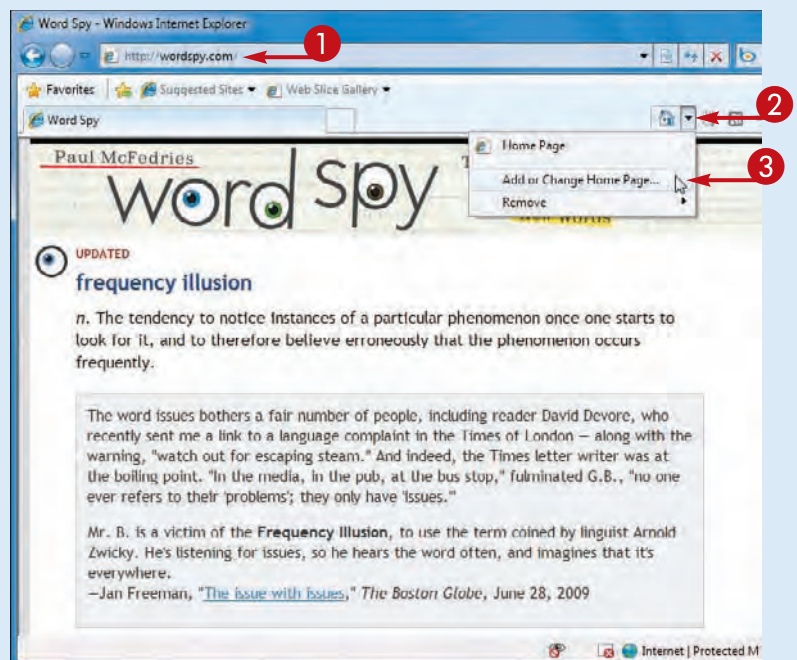 Word Spy - Windows Internet Explorer
http://wordspy.com/
1
Favorites Suggested Sites Web Slice Gallery
Word Spy
2
Home Page
Add or Change Home Page...
3
Remove
Paul McFedries
word spy
UPDATED
frequency illusion
n. The tendency to notice instances of a particular phenomenon once one starts to
look for it, and to therefore believe erroneously that the phenomenon occurs
frequently.
The word issues bothers a fair number of people, including reader David Devore, who
recently sent me a link to a language complaint in the Times of London — along with the
warning, "watch out for escaping steam." And indeed, the Times letter writer was at
the boiling point. "In the media, in the pub, at the bus stop," fulminated G.B., "no one
ever refers to their 'problems'; they only have 'issues.'"
Mr. B. is a victim of the Frequency Illusion, to use the term coined by linguist Arnold
Zwicky. He's listening for issues, so he hears the word often, and imagines that it's
everywhere.
—Jan Freeman, "The issue with issues," The Boston Globe, June 28, 2009
Internet | Protected M